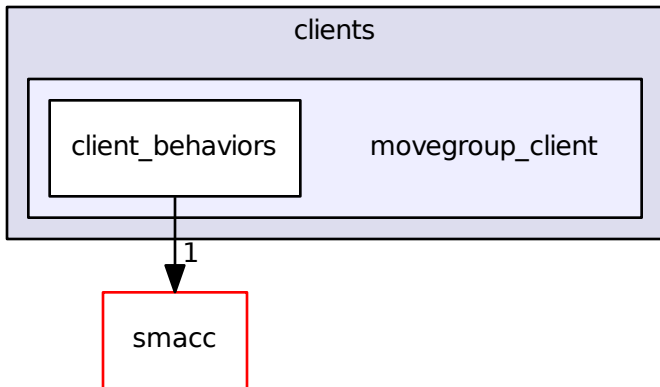 clients
client_behaviors
movegroup_client
1
smacc